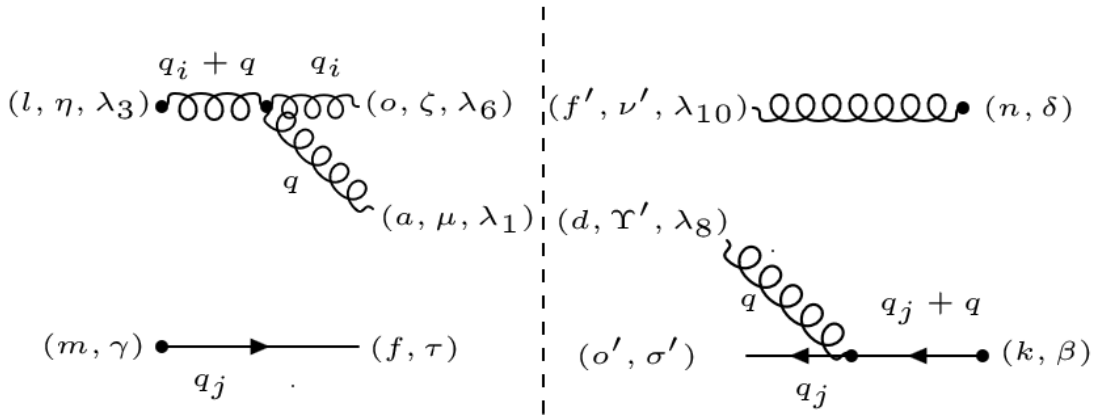 q_i + q
q_i
(l, η, λ_3)
(o, ζ, λ_6)
(f′, ν′, λ_10)
(n, δ)
q
(a, μ, λ_1)
(d, Υ′, λ_8)
q
q_j + q
(m, γ)
(f, τ)
(o′, σ′)
(k, β)
q_j
q_j